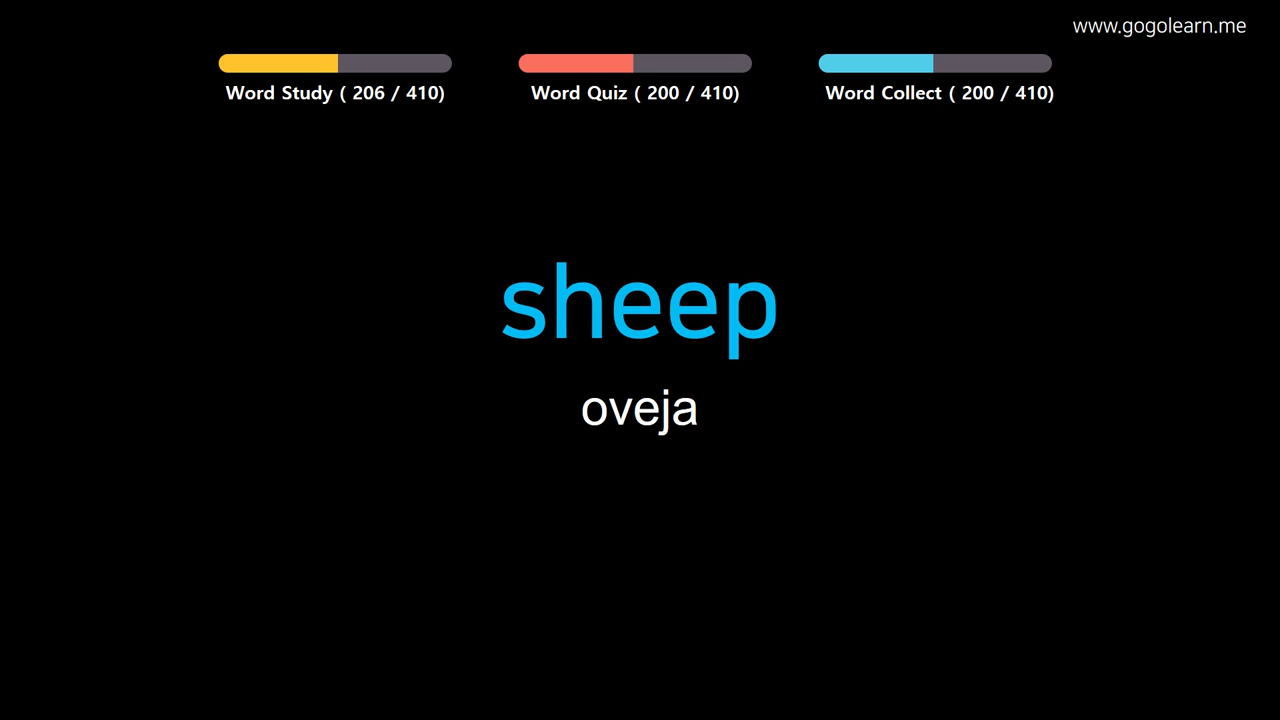 www.gogolearn.me
Word Study ( 206 / 410)
Word Quiz ( 200 / 410)
Word Collect ( 200 / 410)
sheep
oveja